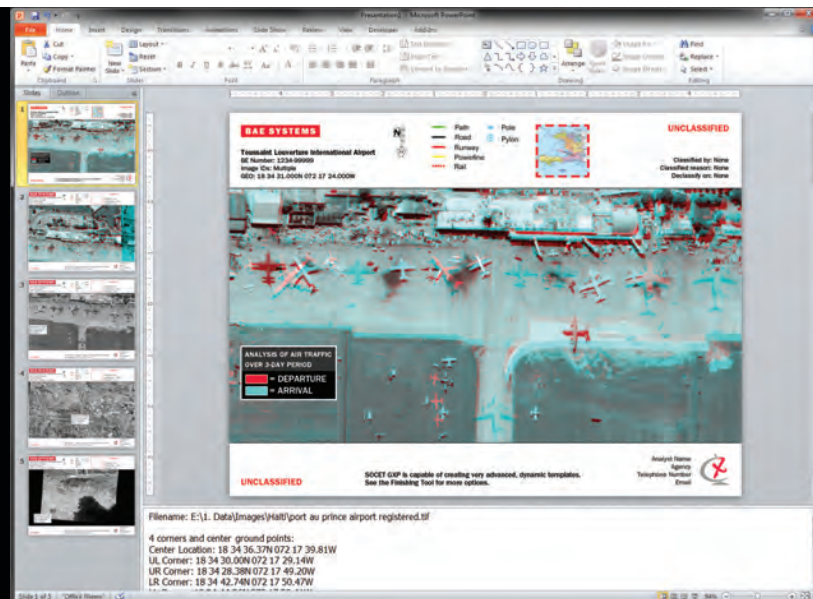 Presentation1 - Microsoft PowerPoint
File Home Insert Design Transitions Animations Slide Show Review View Developer Add-Ins
Cut
Copy
Format Painter
Paste
Clipboard
New
Slide
Layout
Reset
Section
Slides
Font
Paragraph
Arrange
Drawing
Find
Replace
Select
Editing
Slides Outline
1
2
3
4
5
BAE SYSTEMS
Toussaint Louverture International Airport
BE Number: 1234-99999
Image IDs: Multiple
GEO: 18 34 31.000N 072 17 24.000W
N
Path
Road
Runway
Powerline
Rail
Pole
Pylon
UNCLASSIFIED
Classified by: None
Classified reason: None
Declassify on: None
ANALYSIS OF AIR TRAFFIC
OVER 3-DAY PERIOD
= DEPARTURE
= ARRIVAL
UNCLASSIFIED
SOCET GXP is capable of creating very advanced, dynamic templates.
See the Finishing Tool for more options.
Analyst Name
Agency
Telephone Number
Email
Filename: E:\1. Data\Images\Haiti\port au prince airport registered.tif
4 corners and center ground points:
Center Location: 18 34 36.37N 072 17 39.81W
UL Corner: 18 34 30.00N 072 17 29.14W
UR Corner: 18 34 28.38N 072 17 49.20W
LR Corner: 18 34 42.74N 072 17 50.47W
Slide 1 of 5 "Office Theme"